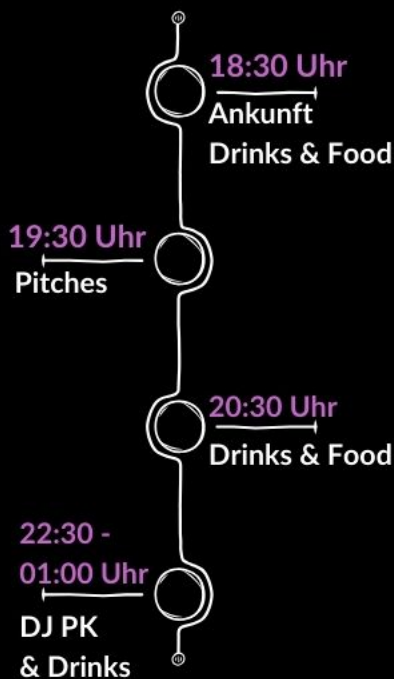 18:30 Uhr
Ankunft
Drinks & Food
19:30 Uhr
Pitches
20:30 Uhr
Drinks & Food
22:30 -
01:00 Uhr
DJ PK
& Drinks